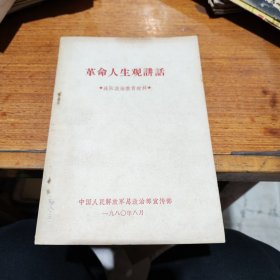 革命人生观讲话
★连队政治教育材料★
中国人民解放军总政治部宣传部
一九八〇年八月